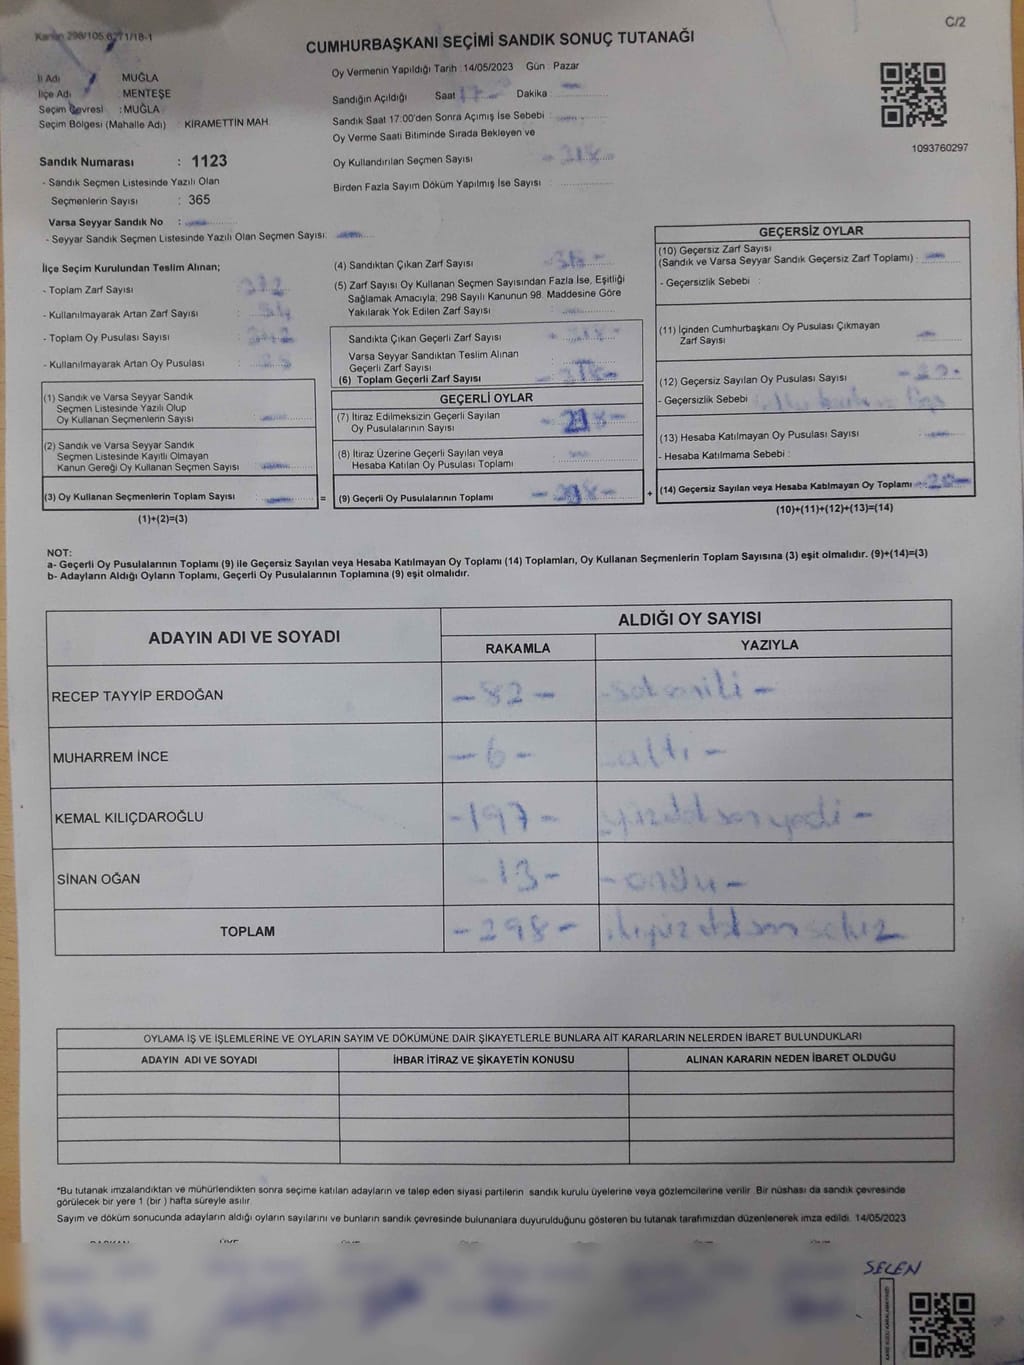 C/2
Kanun 298/105,6271/18-1
CUMHURBAŞKANI SEÇİMİ SANDIK SONUÇ TUTANAĞI
İl Adı MUĞLA
İlçe Adı : MENTEŞE
Seçim Çevresi : MUĞLA
Seçim Bölgesi (Mahalle Adı) : KİRAMETTİN MAH.
Sandık Numarası : 1123
- Sandık Seçmen Listesinde Yazılı Olan
Seçmenlerin Sayısı : 365
Varsa Seyyar Sandık No :
- Seyyar Sandık Seçmen Listesinde Yazılı Olan Seçmen Sayısı:
Oy Vermenin Yapıldığı Tarih : 14/05/2023 Gün : Pazar
Sandığın Açıldığı Saat 17 Dakika :
Sandık Saat 17:00'den Sonra Açımış İse Sebebi :
Oy Verme Saati Bitiminde Sırada Bekleyen ve
Oy Kullandırılan Seçmen Sayısı : - 318 -
Birden Fazla Sayım Döküm Yapılmış İse Sayısı :
1093760297
İlçe Seçim Kurulundan Teslim Alınan;
- Toplam Zarf Sayısı : 372
- Kullanılmayarak Artan Zarf Sayısı : 54
- Toplam Oy Pusulası Sayısı :
- Kullanılmayarak Artan Oy Pusulası :
(1) Sandık ve Varsa Seyyar Sandık
Seçmen Listesinde Yazılı Olup
Oy Kullanan Seçmenlerin Sayısı :
(2) Sandık ve Varsa Seyyar Sandık
Seçmen Listesinde Kayıtlı Olmayan
Kanun Gereği Oy Kullanan Seçmen Sayısı :
(3) Oy Kullanan Seçmenlerin Toplam Sayısı :
(1)+(2)=(3)
(4) Sandıktan Çıkan Zarf Sayısı : 318 -
(5) Zarf Sayısı Oy Kullanan Seçmen Sayısından Fazla İse, Eşitliği
Sağlamak Amacıyla; 298 Sayılı Kanunun 98. Maddesine Göre
Yakılarak Yok Edilen Zarf Sayısı :
Sandıkta Çıkan Geçerli Zarf Sayısı : - 318 -
Varsa Seyyar Sandıktan Teslim Alınan
Geçerli Zarf Sayısı :
(6) Toplam Geçerli Zarf Sayısı : - 318 -
GEÇERLİ OYLAR
(7) İtiraz Edilmeksizin Geçerli Sayılan
Oy Pusulalarının Sayısı : - 298 -
(8) İtiraz Üzerine Geçerli Sayılan veya
Hesaba Katılan Oy Pusulası Toplamı :
= (9) Geçerli Oy Pusulalarının Toplamı - 298 - +
GEÇERSİZ OYLAR
(10) Geçersiz Zarf Sayısı
(Sandık ve Varsa Seyyar Sandık Geçersiz Zarf Toplamı) :
- Geçersizlik Sebebi :
(11) İçinden Cumhurbaşkanı Oy Pusulası Çıkmayan
Zarf Sayısı
(12) Geçersiz Sayılan Oy Pusulası Sayısı - 20 -
- Geçersizlik Sebebi
(13) Hesaba Katılmayan Oy Pusulası Sayısı :
- Hesaba Katılmama Sebebi :
(14) Geçersiz Sayılan veya Hesaba Katılmayan Oy Toplamı : - 20 -
(10)+(11)+(12)+(13)=(14)
NOT:
a- Geçerli Oy Pusulalarının Toplamı (9) ile Geçersiz Sayılan veya Hesaba Katılmayan Oy Toplamı (14) Toplamları, Oy Kullanan Seçmenlerin Toplam Sayısına (3) eşit olmalıdır. (9)+(14)=(3)
b- Adayların Aldığı Oyların Toplamı, Geçerli Oy Pusulalarının Toplamına (9) eşit olmalıdır.
ADAYIN ADI VE SOYADI ALDIĞI OY SAYISI
RAKAMLA YAZIYLA
RECEP TAYYİP ERDOĞAN - 82 - - sekseniki -
MUHARREM İNCE - 6 - - altı -
KEMAL KILIÇDAROĞLU - 197 - yüzdoksanyedi -
SİNAN OĞAN - 13 - - onüç -
TOPLAM - 298 - ikiyüzdoksansekiz
OYLAMA İŞ VE İŞLEMLERİNE VE OYLARIN SAYIM VE DÖKÜMÜNE DAİR ŞİKAYETLERLE BUNLARA AİT KARARLARIN NELERDEN İBARET BULUNDUKLARI
ADAYIN ADI VE SOYADI İHBAR İTİRAZ VE ŞİKAYETİN KONUSU ALINAN KARARIN NEDEN İBARET OLDUĞU
*Bu tutanak imzalandıktan ve mühürlendikten sonra seçime katılan adayların ve talep eden siyasi partilerin sandık kurulu üyelerine veya gözlemcilerine verilir. Bir nüshası da sandık çevresinde
görülecek bir yere 1 (bir ) hafta süreyle asılır.
Sayım ve döküm sonucunda adayların aldığı oyların sayılarını ve bunların sandık çevresinde bulunanlara duyurulduğunu gösteren bu tutanak tarafımızdan düzenlenerek imza edildi. 14/05/2023
SELEN